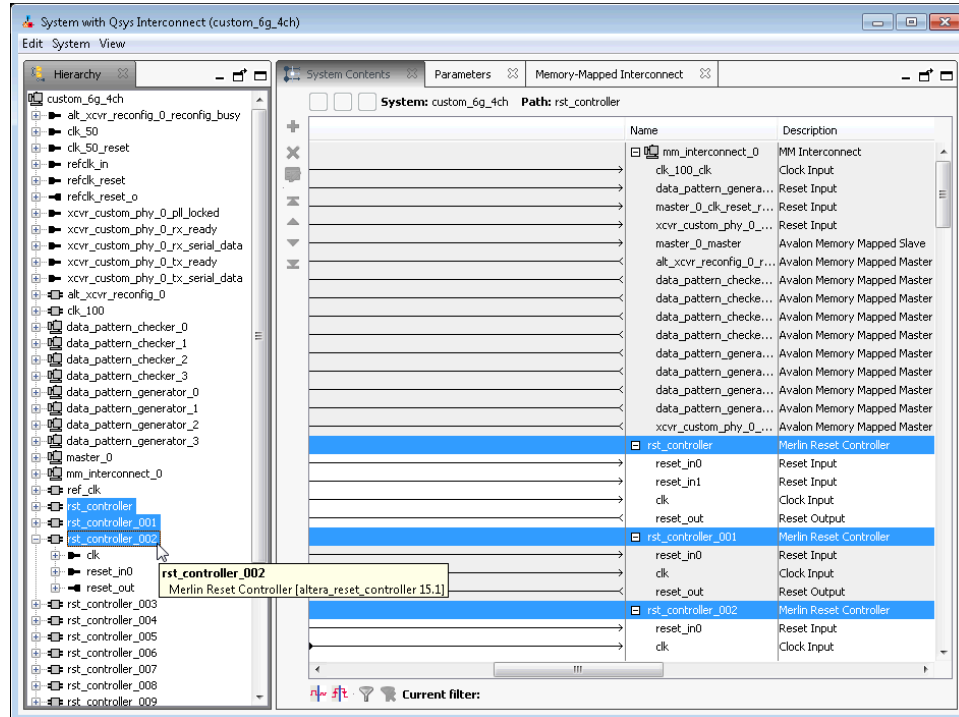 System with Qsys Interconnect (custom_6g_4ch)
Edit System View
Hierarchy
custom_6g_4ch
alt_xcvr_reconfig_0_reconfig_busy
clk_50
clk_50_reset
refclk_in
refclk_reset
refclk_reset_o
xcvr_custom_phy_0_pll_locked
xcvr_custom_phy_0_rx_ready
xcvr_custom_phy_0_rx_serial_data
xcvr_custom_phy_0_tx_ready
xcvr_custom_phy_0_tx_serial_data
alt_xcvr_reconfig_0
clk_100
data_pattern_checker_0
data_pattern_checker_1
data_pattern_checker_2
data_pattern_checker_3
data_pattern_generator_0
data_pattern_generator_1
data_pattern_generator_2
data_pattern_generator_3
master_0
mm_interconnect_0
ref_clk
rst_controller
rst_controller_001
rst_controller_002
clk
reset_in0
reset_out
rst_controller_003
rst_controller_004
rst_controller_005
rst_controller_006
rst_controller_007
rst_controller_008
rst_controller_009
rst_controller_002
Merlin Reset Controller [altera_reset_controller 15.1]
System Contents Parameters Memory-Mapped Interconnect
System: custom_6g_4ch Path: rst_controller
Name Description
mm_interconnect_0 MM Interconnect
clk_100_clk Clock Input
data_pattern_genera... Reset Input
master_0_clk_reset_r... Reset Input
xcvr_custom_phy_0_... Reset Input
master_0_master Avalon Memory Mapped Slave
alt_xcvr_reconfig_0_r... Avalon Memory Mapped Master
data_pattern_checke... Avalon Memory Mapped Master
data_pattern_checke... Avalon Memory Mapped Master
data_pattern_checke... Avalon Memory Mapped Master
data_pattern_checke... Avalon Memory Mapped Master
data_pattern_genera... Avalon Memory Mapped Master
data_pattern_genera... Avalon Memory Mapped Master
data_pattern_genera... Avalon Memory Mapped Master
data_pattern_genera... Avalon Memory Mapped Master
xcvr_custom_phy_0_... Avalon Memory Mapped Master
rst_controller Merlin Reset Controller
reset_in0 Reset Input
reset_in1 Reset Input
clk Clock Input
reset_out Reset Output
rst_controller_001 Merlin Reset Controller
reset_in0 Reset Input
clk Clock Input
reset_out Reset Output
rst_controller_002 Merlin Reset Controller
reset_in0 Reset Input
clk Clock Input
Current filter: